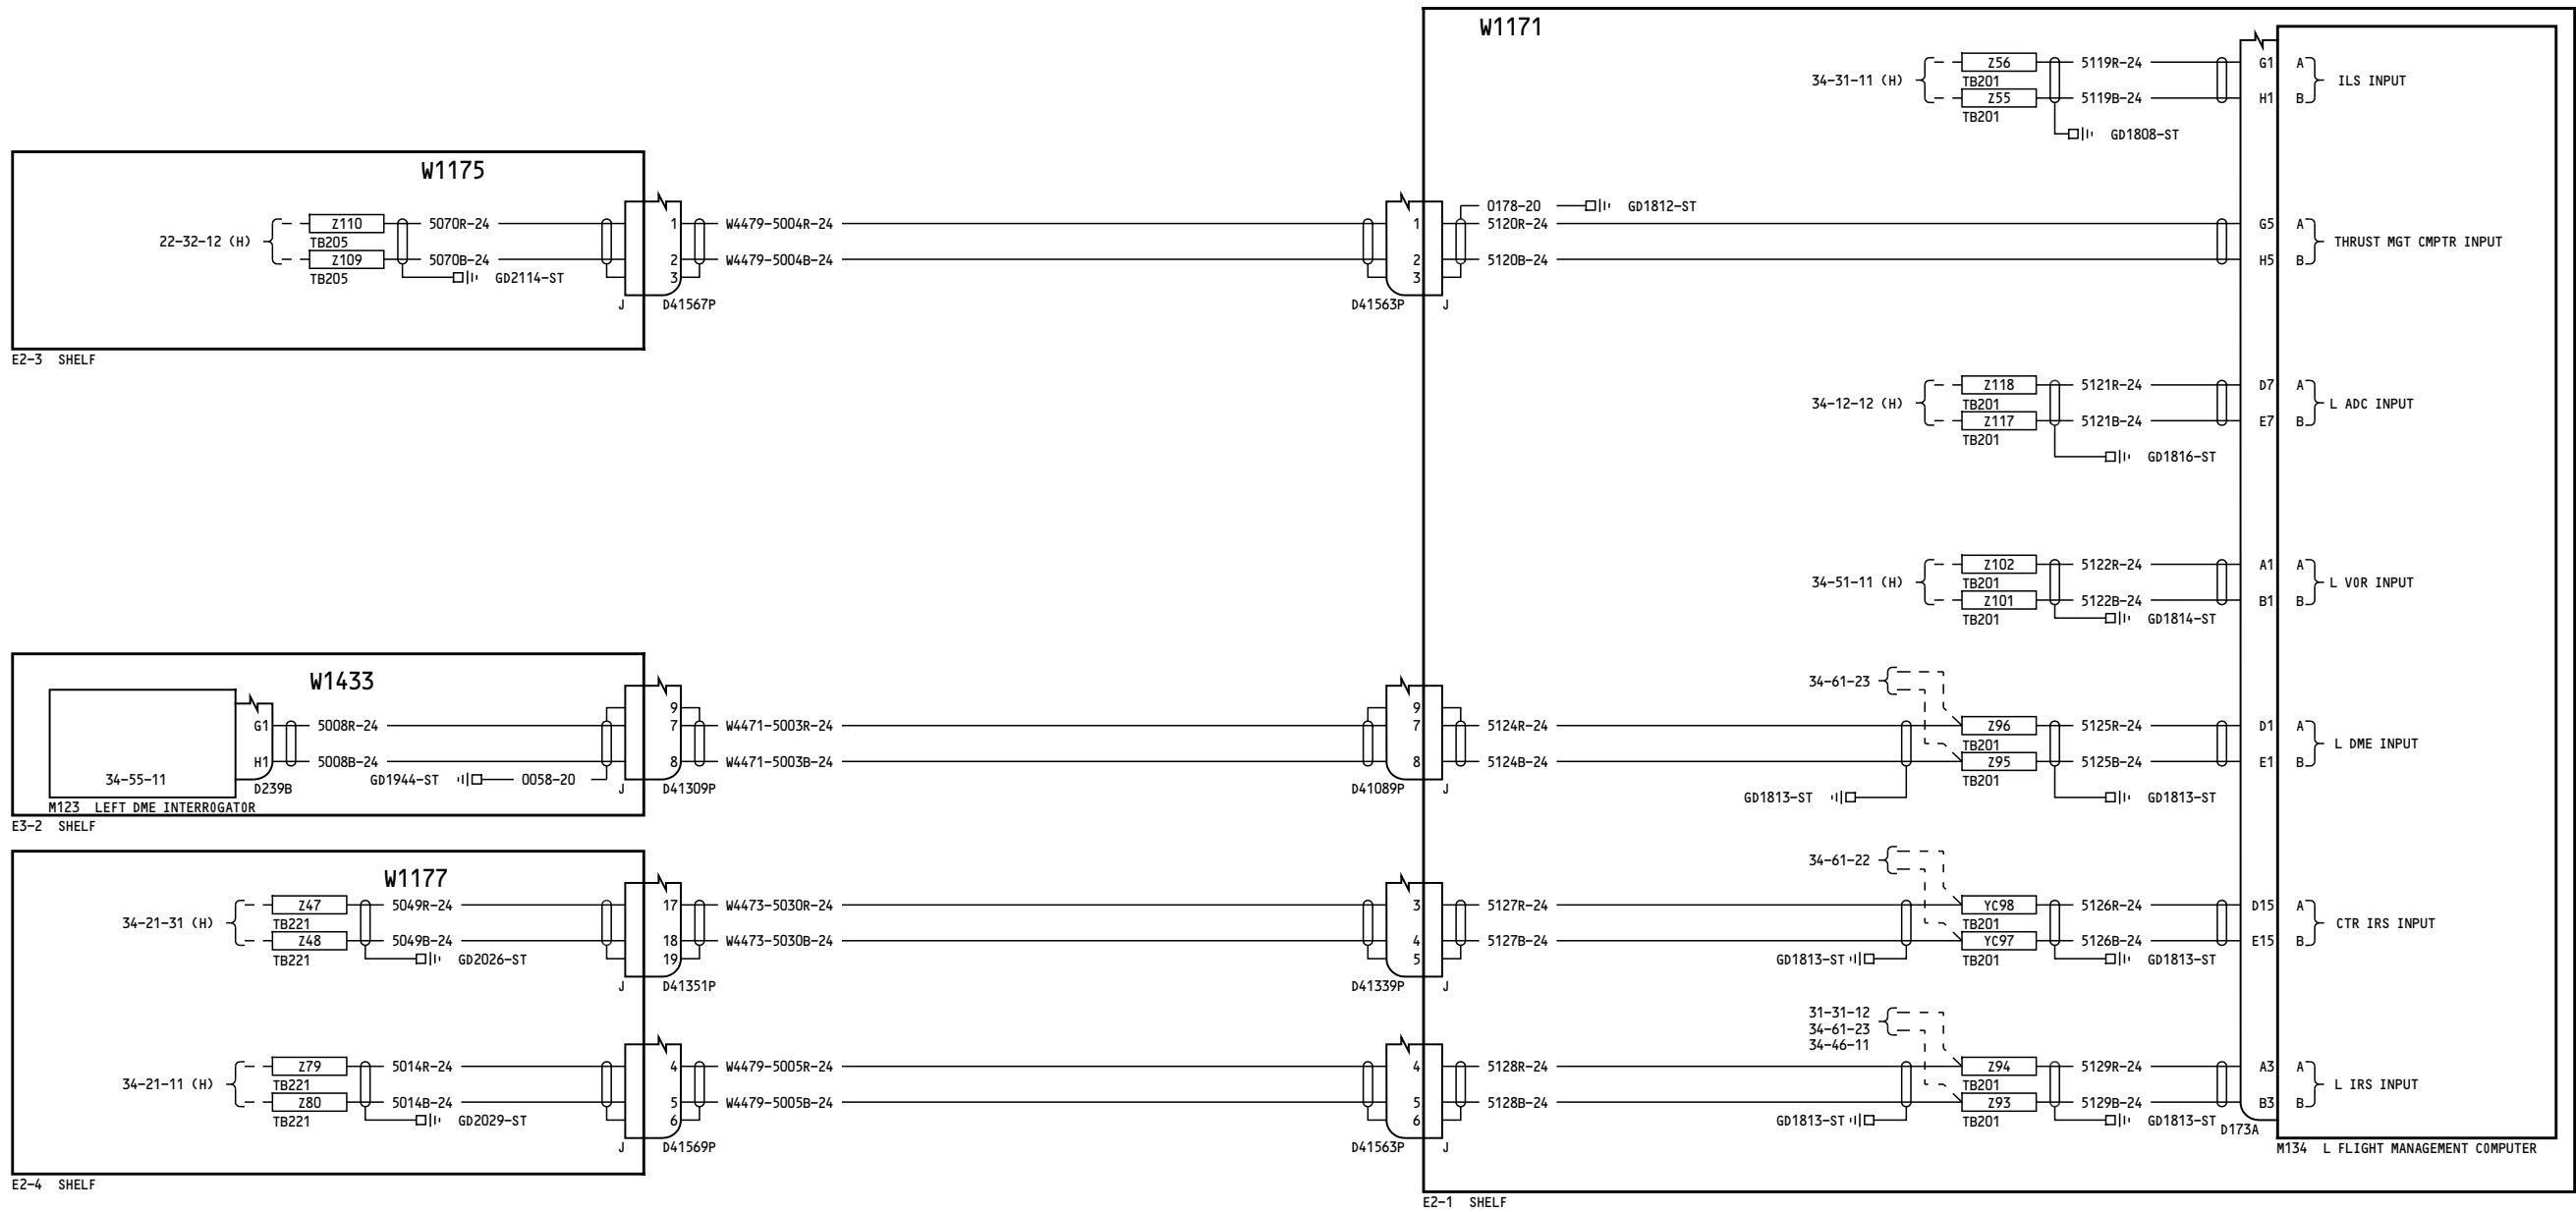 W1171
34-31-11 (H)
Z56
5119R-24
G1
A
TB201
ILS INPUT
Z55
5119B-24
H1
B
TB201
GD1808-ST
W1175
0178-20
GD1812-ST
Z110
5070R-24
1
W4479-5004R-24
1
5120R-24
G5
A
22-32-12 (H)
TB205
THRUST MGT CMPTR INPUT
Z109
5070B-24
2
W4479-5004B-24
2
5120B-24
H5
B
TB205
GD2114-ST
3
3
J
D41567P
D41563P
J
E2-3 SHELF
Z118
5121R-24
D7
A
34-12-12 (H)
TB201
L ADC INPUT
Z117
5121B-24
E7
B
TB201
GD1816-ST
Z102
5122R-24
A1
A
34-51-11 (H)
TB201
L VOR INPUT
Z101
5122B-24
B1
B
TB201
GD1814-ST
W1433
34-61-23
9
9
G1
5008R-24
7
W4471-5003R-24
7
5124R-24
Z96
5125R-24
D1
A
TB201
L DME INPUT
H1
5008B-24
8
W4471-5003B-24
8
5124B-24
Z95
5125B-24
E1
B
34-55-11
GD1944-ST
0058-20
TB201
D239B
J
D41309P
D41089P
J
GD1813-ST
GD1813-ST
M123 LEFT DME INTERROGATOR
E3-2 SHELF
W1177
34-61-22
Z47
5049R-24
17
W4473-5030R-24
3
5127R-24
YC98
5126R-24
D15
A
34-21-31 (H)
TB221
TB201
CTR IRS INPUT
Z48
5049B-24
18
W4473-5030B-24
4
5127B-24
YC97
5126B-24
E15
B
TB221
GD2026-ST
19
5
GD1813-ST
TB201
GD1813-ST
J
D41351P
D41339P
J
31-31-12
34-61-23
34-46-11
Z79
5014R-24
4
W4479-5005R-24
4
5128R-24
Z94
5129R-24
A3
A
34-21-11 (H)
TB221
TB201
L IRS INPUT
Z80
5014B-24
5
W4479-5005B-24
5
5128B-24
Z93
5129B-24
B3
B
TB221
GD2029-ST
6
6
GD1813-ST
TB201
GD1813-ST
D173A
J
D41569P
D41563P
J
M134 L FLIGHT MANAGEMENT COMPUTER
E2-4 SHELF
E2-1 SHELF